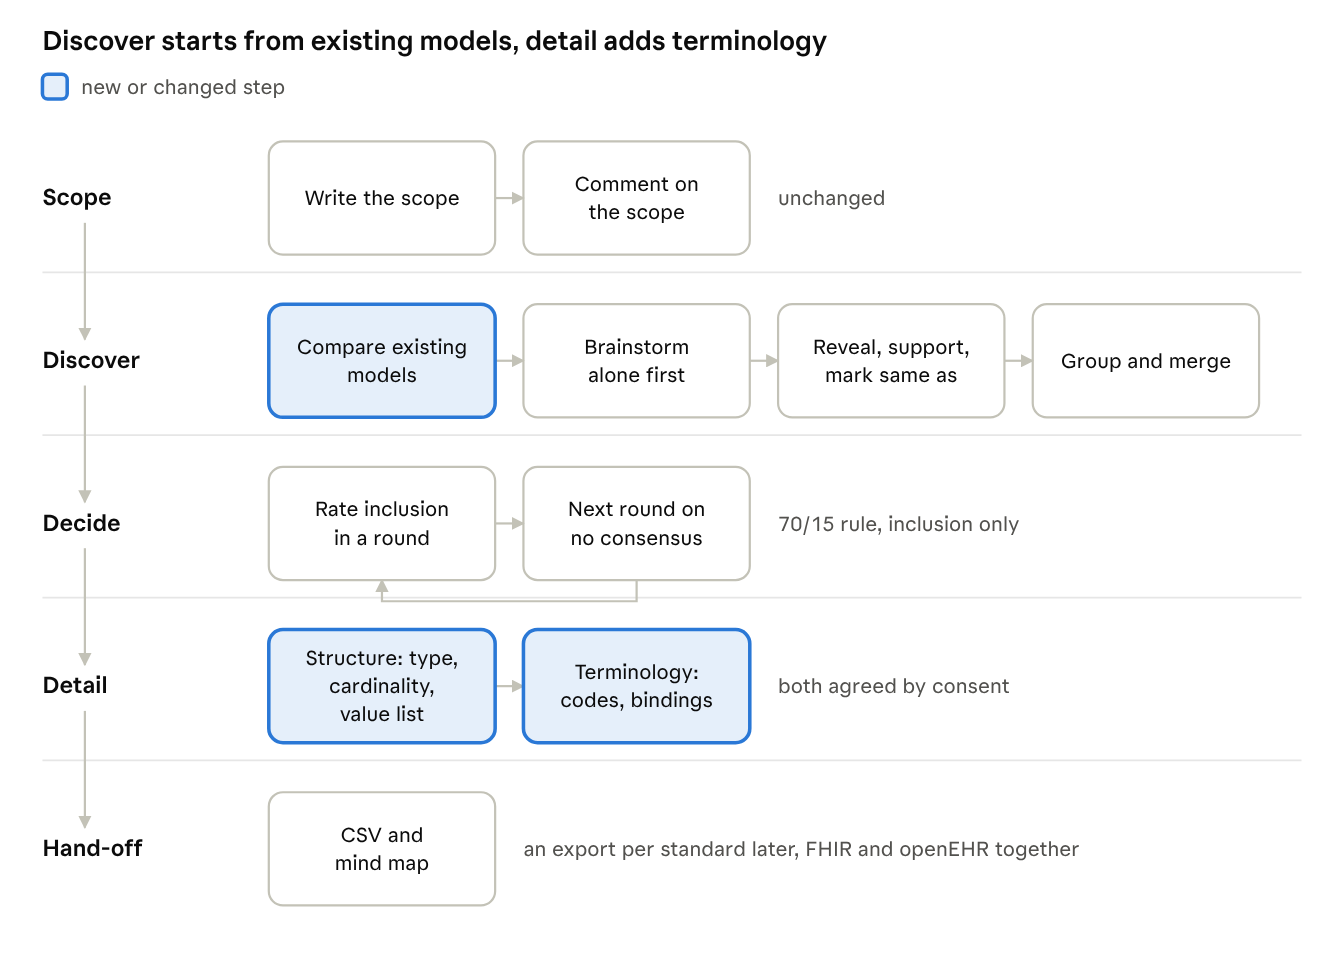 Discover starts from existing models, detail adds terminology
new or changed step
Scope
Write the scope
Comment on
the scope
unchanged
Discover
Compare existing
models
Brainstorm
alone first
Reveal, support,
mark same as
Group and merge
Decide
Rate inclusion
in a round
Next round on
no consensus
70/15 rule, inclusion only
Detail
Structure: type,
cardinality,
value list
Terminology:
codes, bindings
both agreed by consent
Hand-off
CSV and
mind map
an export per standard later, FHIR and openEHR together